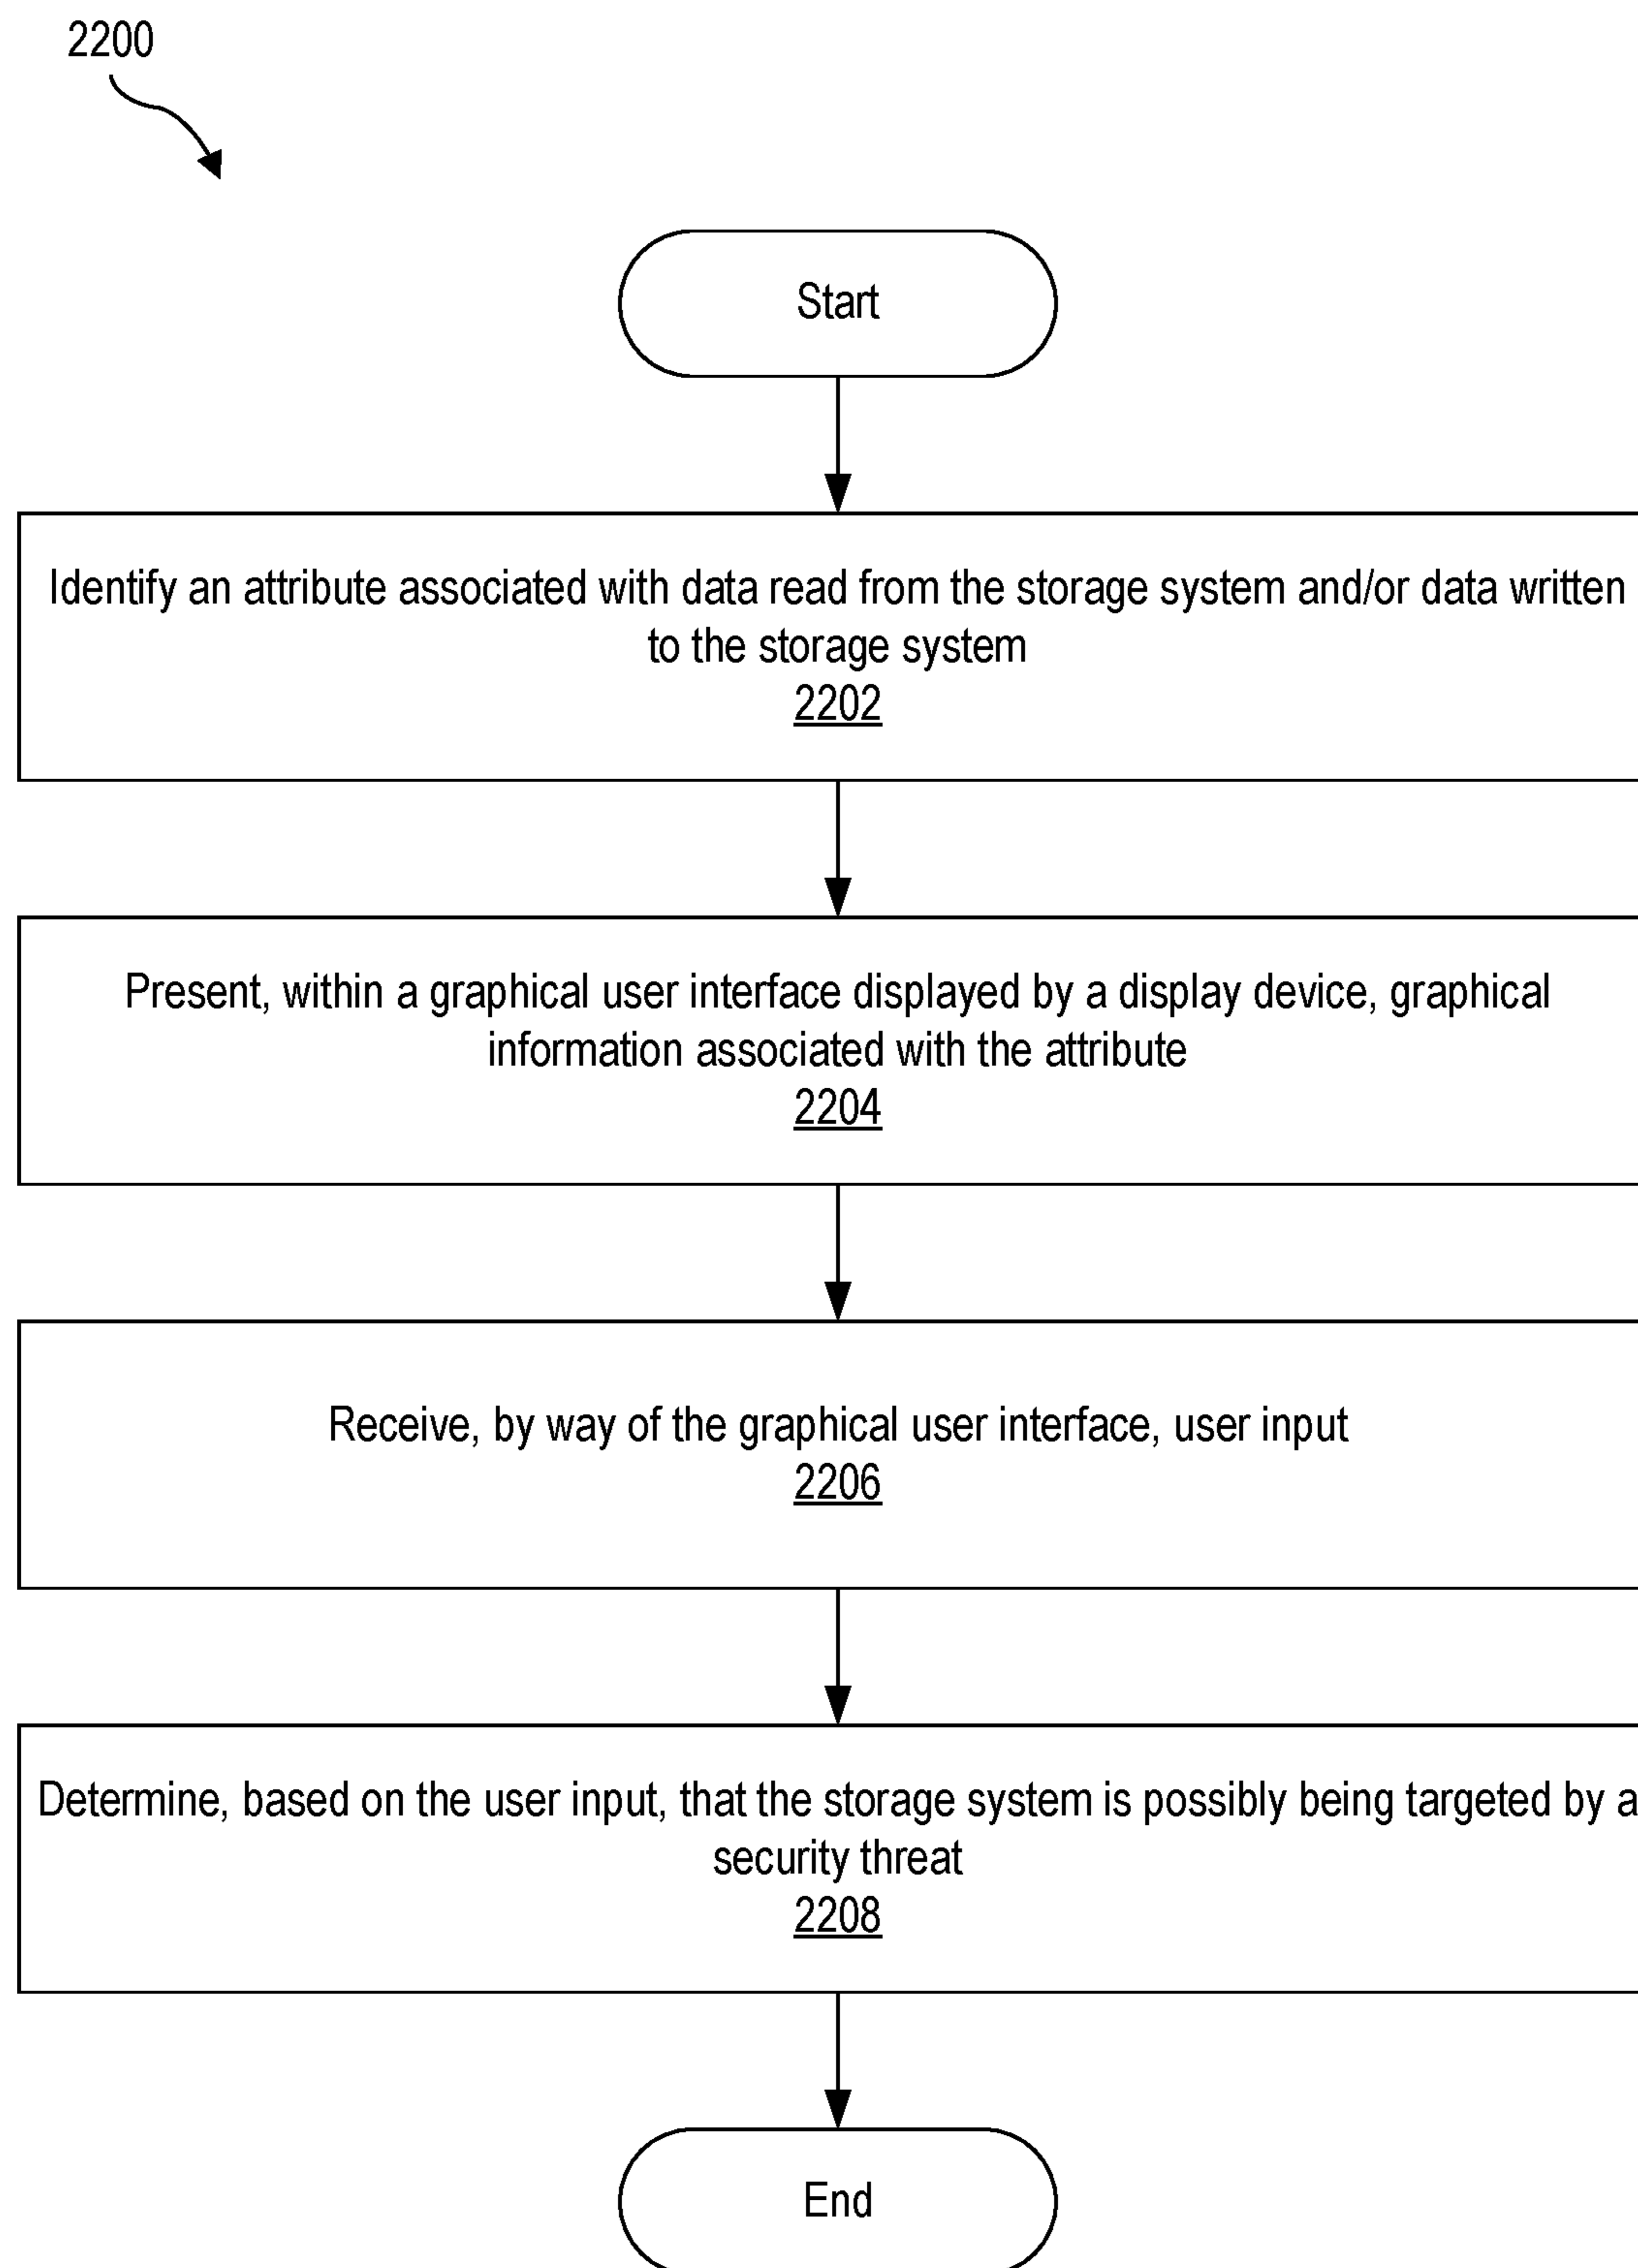 2200
Start
Identify an attribute associated with data read from the storage system and/or data written
to the storage system
2202
Present, within a graphical user interface displayed by a display device, graphical
information associated with the attribute
2204
Receive, by way of the graphical user interface, user input
2206
Determine, based on the user input, that the storage system is possibly being targeted by a
security threat
2208
End